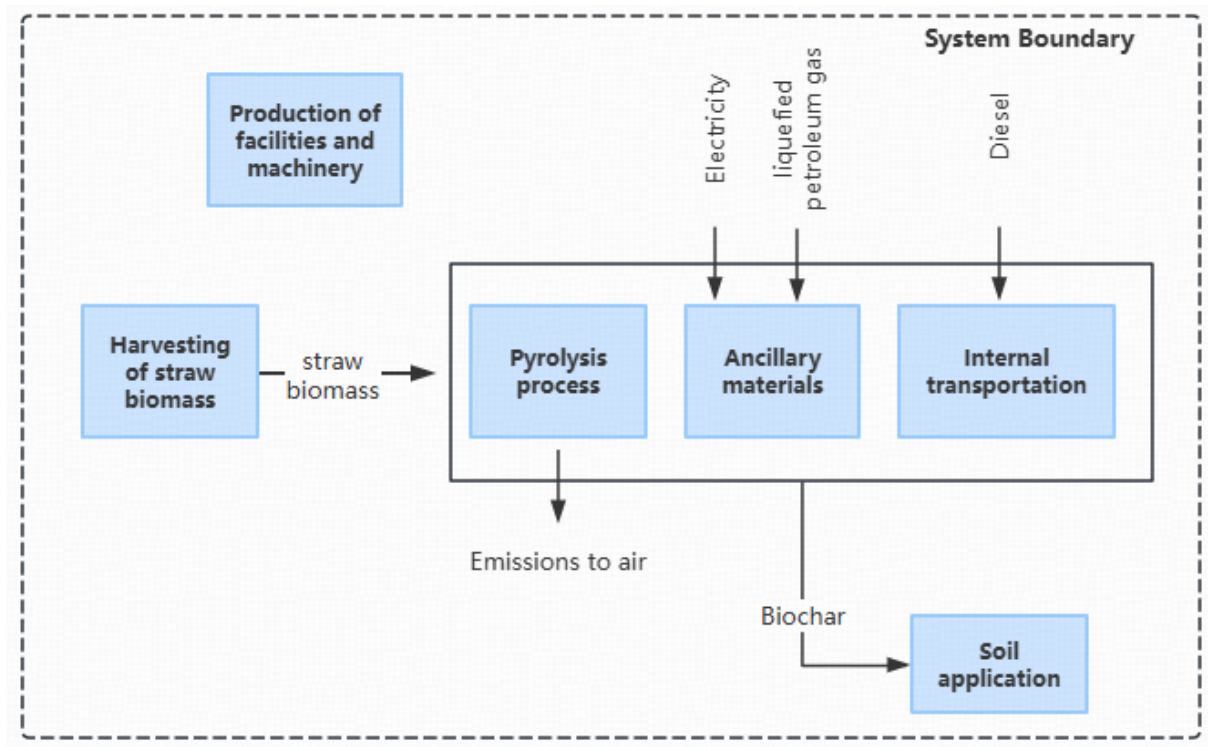 System Boundary
Production of
facilities and
machinery
Electricity
liquefied
petroleum gas
Diesel
Harvesting
of straw
biomass
straw
biomass
Pyrolysis
process
Ancillary
materials
Internal
transportation
Emissions to air
Biochar
Soil
application